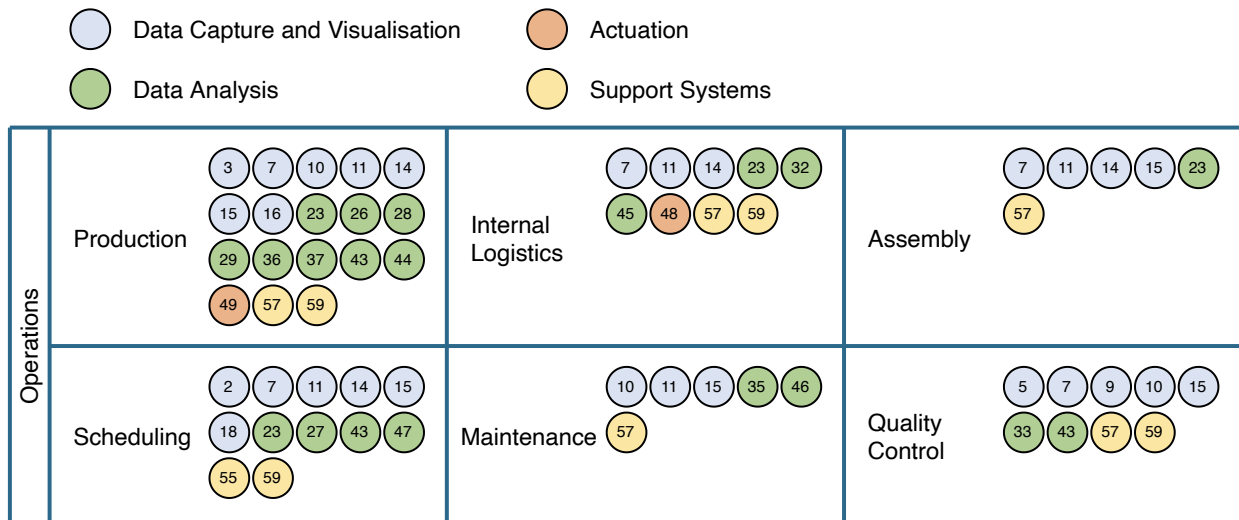 Data Capture and Visualisation
Actuation
Data Analysis
Support Systems
Operations
Production
3 7 10 11 14
15 16 23 26 28
29 36 37 43 44
49 57 59
Internal
Logistics
7 11 14 23 32
45 48 57 59
Assembly
7 11 14 15 23
57
Scheduling
2 7 11 14 15
18 23 27 43 47
55 59
Maintenance
10 11 15 35 46
57
Quality
Control
5 7 9 10 15
33 43 57 59